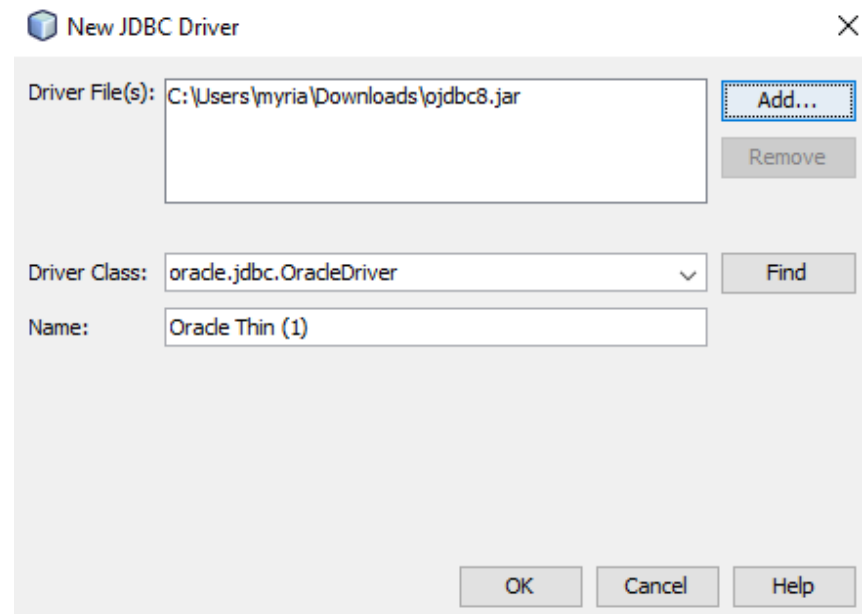 New JDBC Driver
Driver File(s): C:\Users\myria\Downloads\ojdbc8.jar Add...
Remove
Driver Class: oracle.jdbc.OracleDriver Find
Name: Oracle Thin (1)
OK Cancel Help